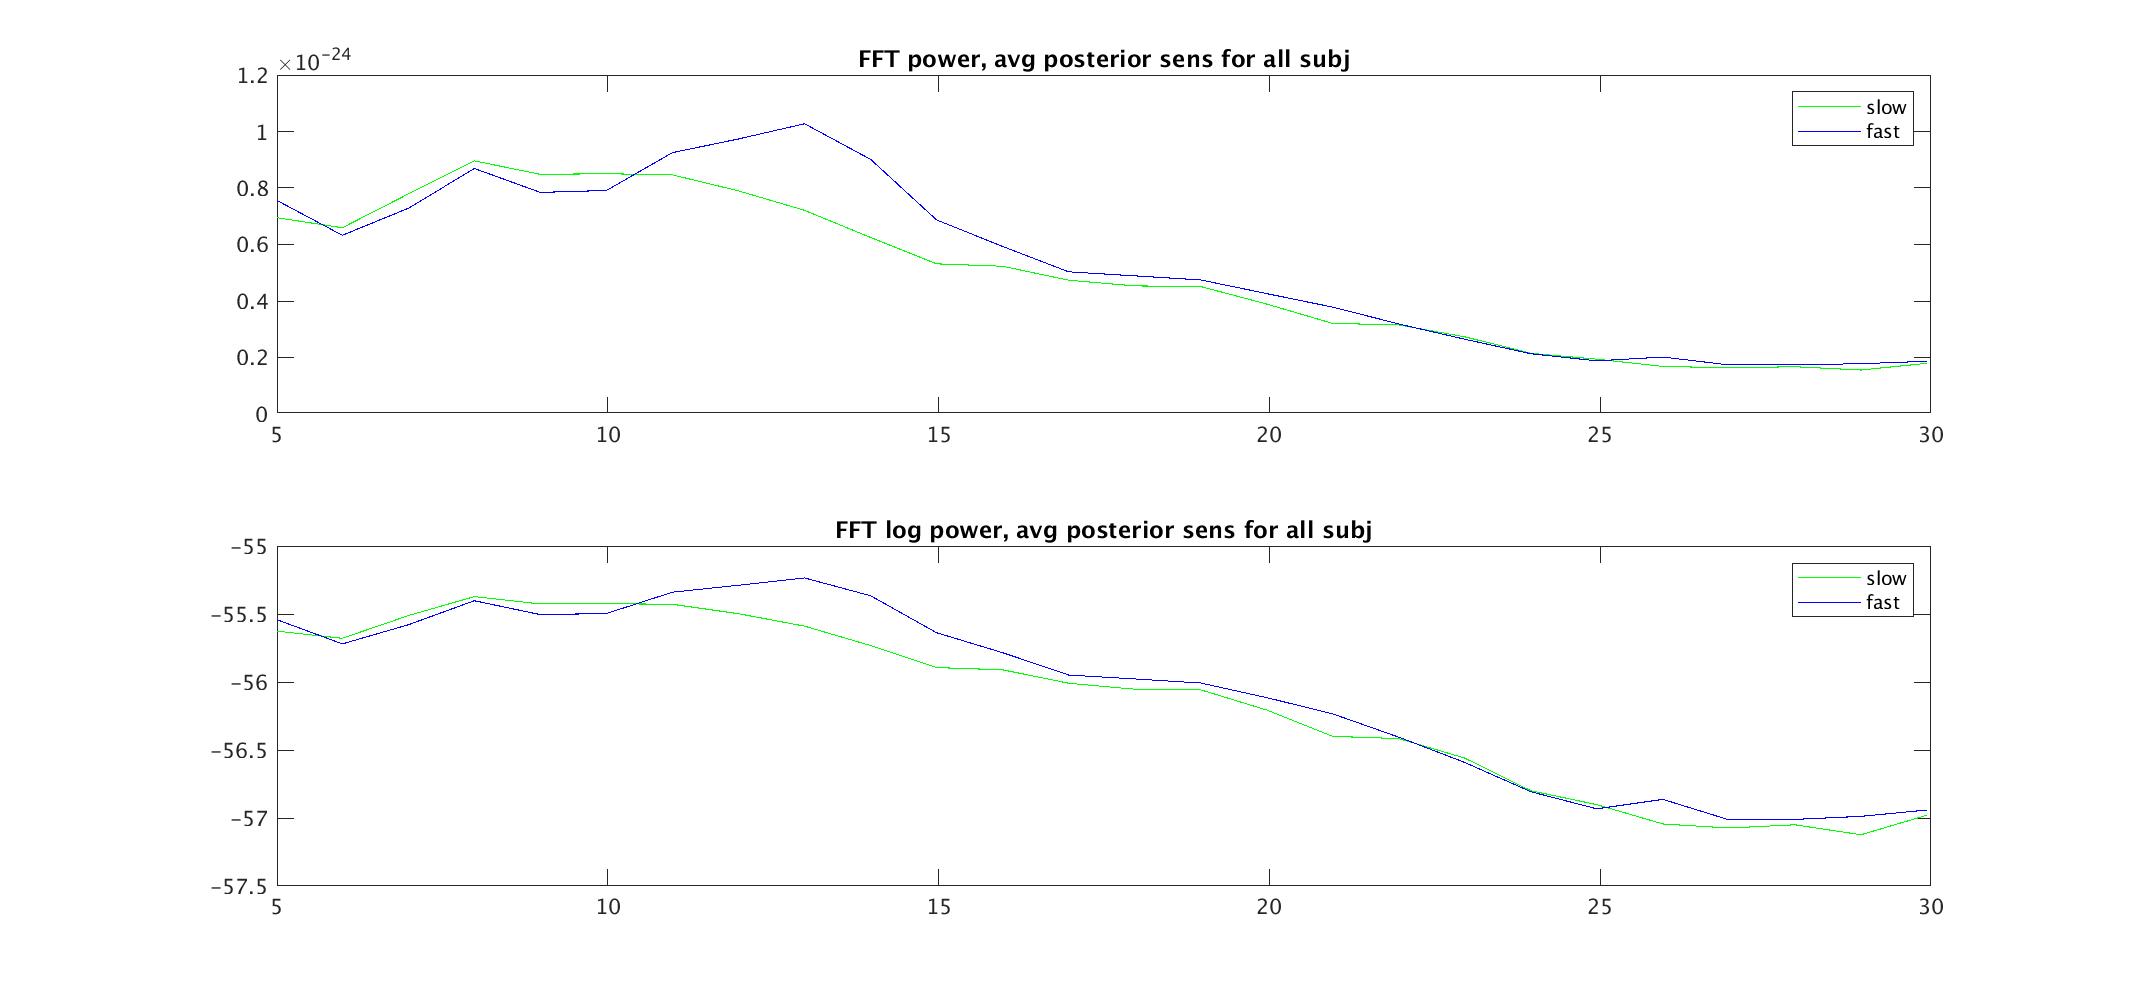 FFT power, avg posterior sens for all subj
×10⁻²⁴
1.2
1
0.8
0.6
0.4
0.2
0
5 10 15 20 25 30
slow
fast
FFT log power, avg posterior sens for all subj
−55
−55.5
−56
−56.5
−57
−57.5
5 10 15 20 25 30
slow
fast